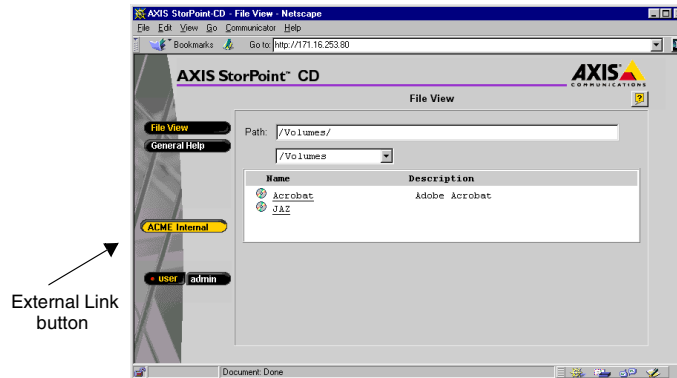 AXIS StorPoint-CD - File View - Netscape
File Edit View Go Communicator Help
Bookmarks Go to: http://171.16.253.80
AXIS StorPoint™ CD
AXIS
COMMUNICATIONS
File View
?
File View
General Help
Path: /Volumes/
/Volumes
Name Description
Acrobat Adobe Acrobat
JAZ
ACME Internal
user admin
External Link
button
Document: Done